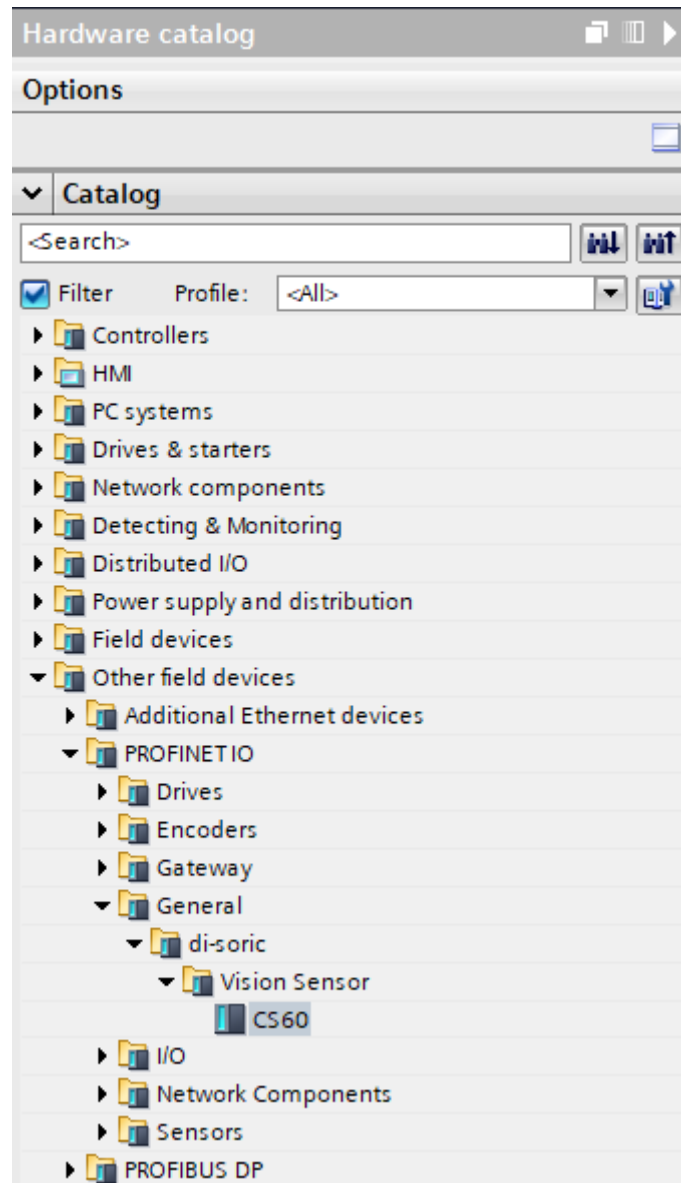 Hardware catalog
Options
Catalog
<Search>
Filter Profile: <All>
Controllers
HMI
PC systems
Drives & starters
Network components
Detecting & Monitoring
Distributed I/O
Power supply and distribution
Field devices
Other field devices
Additional Ethernet devices
PROFINET IO
Drives
Encoders
Gateway
General
di-soric
Vision Sensor
CS60
I/O
Network Components
Sensors
PROFIBUS DP